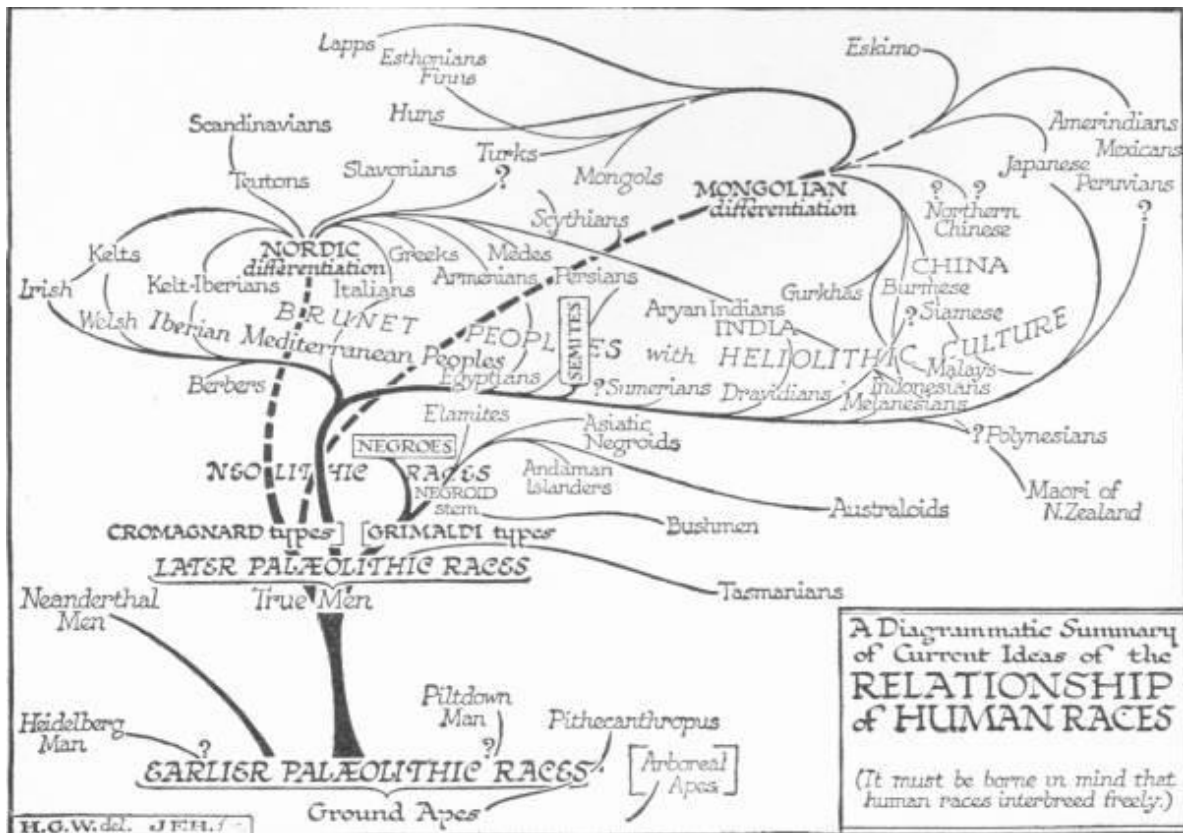 Lapps
Esthonians
Finns
Huns
Turks
?
Mongols
Eskimo
Amerindians
Mexicans
Japanese
Peruvians
?
MONGOLIAN
differentiation
? ?
Northern
Chinese
Scandinavians
Teutons
Slavonians
Scythians
Kelts
NORDIC
differentiation
Greeks
Medes
Armenians
Persians
Irish
Kelt-Iberians
Italians
CHINA
Burmese
Gurkhas
? Siamese
Welsh
BRUNET
PEOPLES with HELIOLITHIC CULTURE
SEMITES
Aryan Indians
INDIA
Iberian Mediterranean Peoples
Egyptians
? Sumerians
Dravidians
Malays
Indonesians
Melanesians
Berbers
Elamites
? Polynesians
NEGROES
Asiatic
Negroids
NEOLITHIC RACES
Andaman
Islanders
NEGROID
stem
Maori of
N.Zealand
Australoids
Bushmen
CROMAGNARD types] [GRIMALDI types
LATER PALÆOLITHIC RACES
True Men
Tasmanians
Neanderthal
Men
Heidelberg
Man
?
Piltdown
Man
?
Pithecanthropus
EARLIER PALÆOLITHIC RACES
[Arboreal
Apes]
Ground Apes
A Diagrammatic Summary
of Current Ideas of the
RELATIONSHIP
of HUMAN RACES
(It must be borne in mind that
human races interbreed freely.)
H.G.W. del. J.F.H.